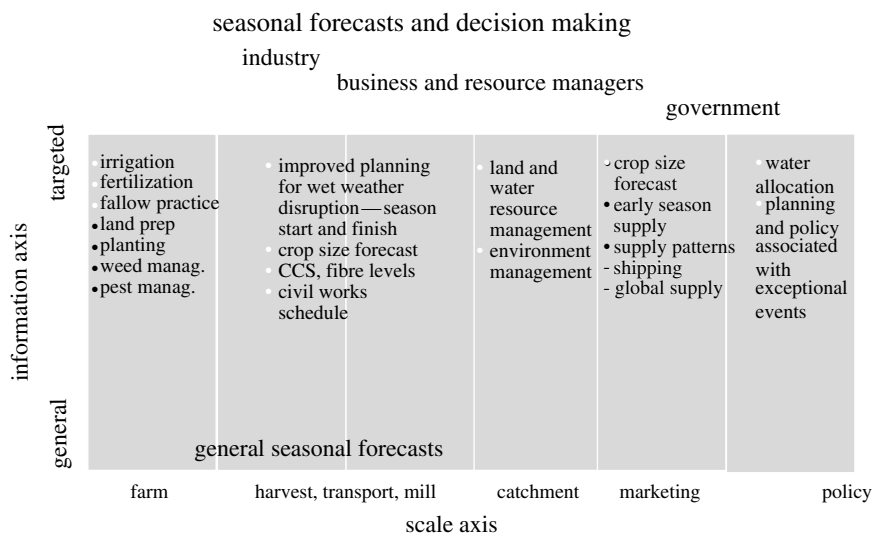 seasonal forecasts and decision making
industry
business and resource managers
government
targeted
information axis
general
• irrigation
• fertilization
• fallow practice
• land prep
• planting
• weed manag.
• pest manag.
• improved planning
for wet weather
disruption—season
start and finish
• crop size forecast
• CCS, fibre levels
• civil works
schedule
• land and
water
resource
management
• environment
management
• crop size
forecast
• early season
supply
• supply patterns
- shipping
- global supply
• water
allocation
• planning
and policy
associated
with
exceptional
events
general seasonal forecasts
farm
harvest, transport, mill
catchment
marketing
policy
scale axis